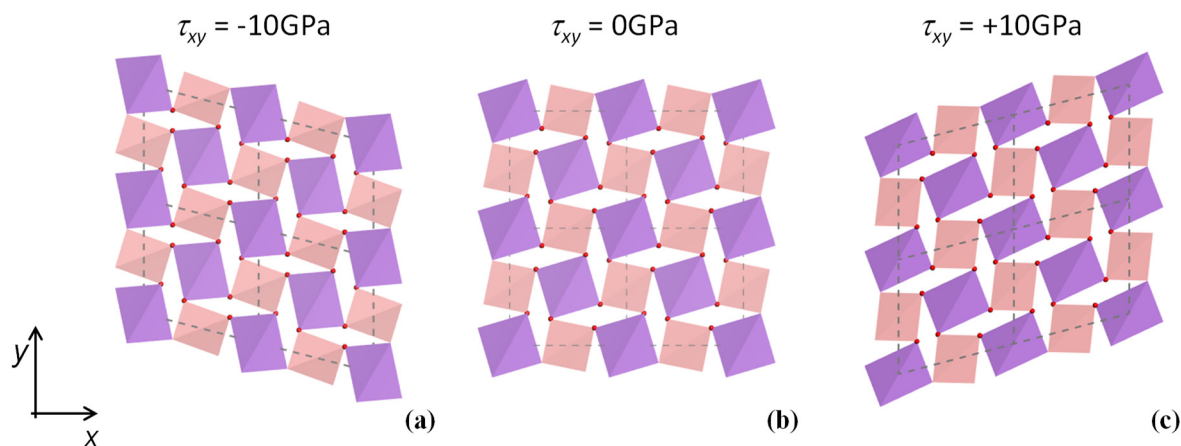 τxy = -10GPa
τxy = 0GPa
τxy = +10GPa
y
x
(a)
(b)
(c)